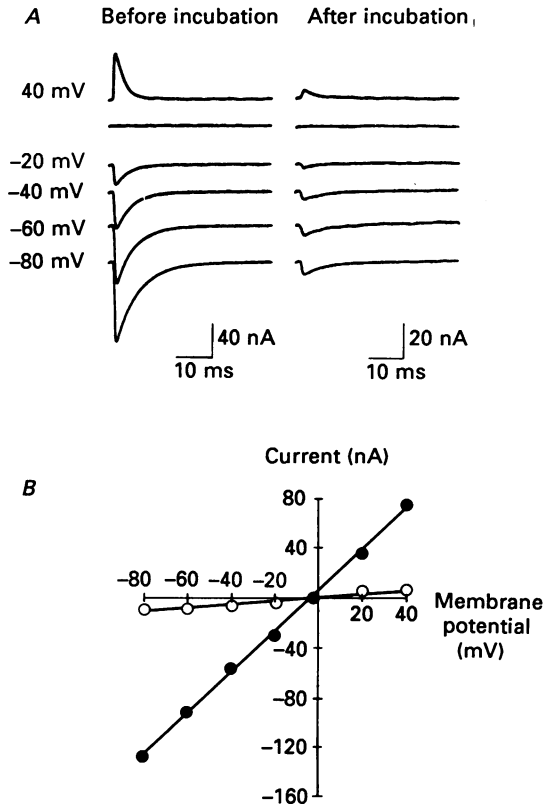 A Before incubation After incubation
40 mV
−20 mV
−40 mV
−60 mV
−80 mV
40 nA 20 nA
10 ms 10 ms
Current (nA)
B
80
40
−80 −60 −40 −20
20 40
Membrane
potential
(mV)
−40
−80
−120
−160